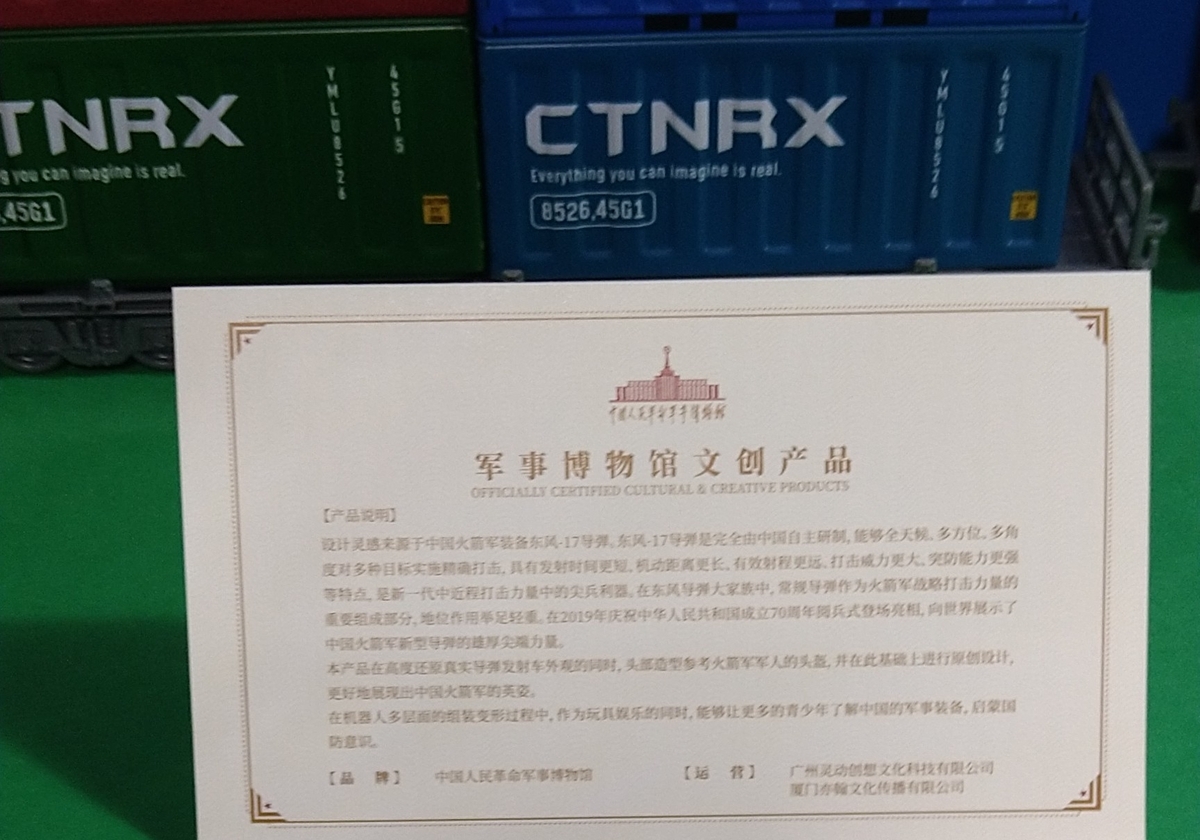 TNRX
g you can imagine is real.
,45G1
YMLU8526
45G15
CTNRX
Everything you can imagine is real.
8526,45G1
YMLU8526
45G15
中国人民革命军事博物馆
军事博物馆文创产品
OFFICIALLY CERTIFIED CULTURAL & CREATIVE PRODUCTS
【产品说明】
设计灵感来源于中国火箭军装备东风-17导弹。东风-17导弹是完全由中国自主研制,能够全天候、多方位、多角
度对多种目标实施精确打击,具有发射时间更短、机动距离更长、有效射程更远、打击威力更大、突防能力更强
等特点,是新一代中近程打击力量中的尖兵利器。在东风导弹大家族中,常规导弹作为火箭军战略打击力量的
重要组成部分,地位作用举足轻重。在2019年庆祝中华人民共和国成立70周年阅兵式登场亮相,向世界展示了
中国火箭军新型导弹的雄厚尖端力量。
本产品在高度还原真实导弹发射车外观的同时,头部造型参考火箭军军人的头盔,并在此基础上进行原创设计,
更好地展现出中国火箭军的英姿。
在机器人多层面的组装变形过程中,作为玩具娱乐的同时,能够让更多的青少年了解中国的军事装备,启蒙国
防意识。
【品 牌】 中国人民革命军事博物馆 【运 营】 广州灵动创想文化科技有限公司
厦门亦翰文化传播有限公司